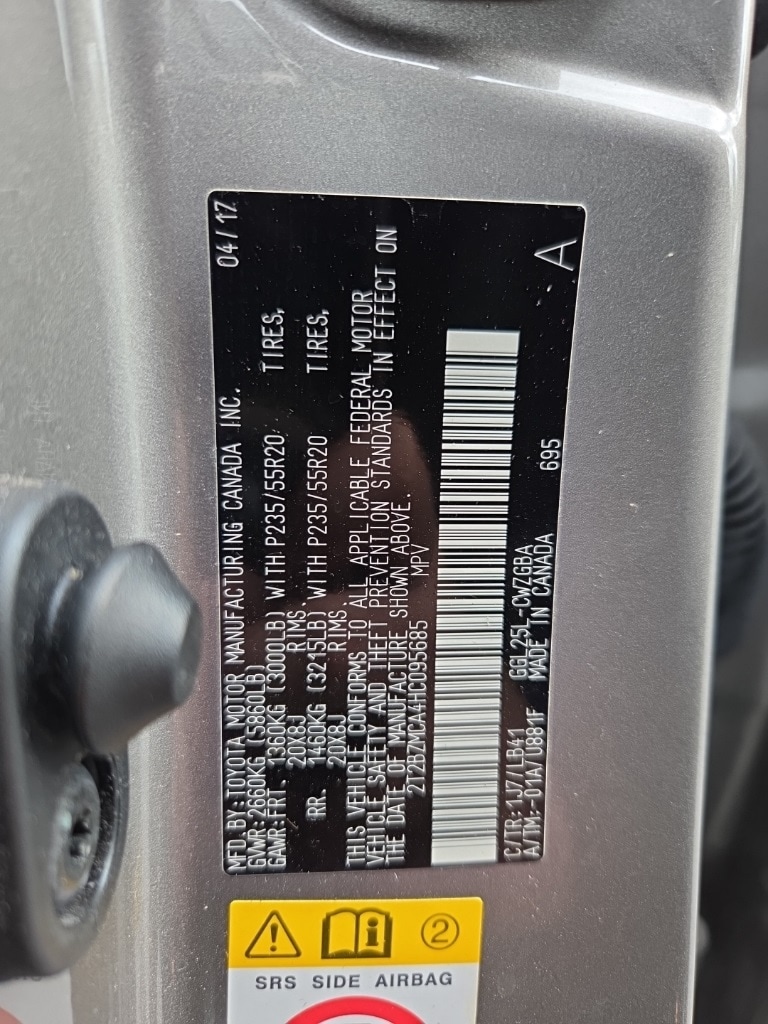 04/17
MFD BY:TOYOTA MOTOR MANUFACTURING CANADA INC.
GVWR:2660KG (5860LB)
GAWR:FRT 1360KG (3000LB) WITH P235/55R20 TIRES,
20X8J RIMS.
RR. 1460KG (3215LB) WITH P235/55R20 TIRES,
20X8J RIMS.
THIS VEHICLE CONFORMS TO ALL APPLICABLE FEDERAL MOTOR
VEHICLE SAFETY AND THEFT PREVENTION STANDARDS IN EFFECT ON
THE DATE OF MANUFACTURE SHOWN ABOVE.
2T2BZMCA4HC095685 MPV
C/TR:1J7/LB41 GGL25L-CWZGBA
A/TM:-01A/U881F MADE IN CANADA 695
A
2
SRS SIDE AIRBAG